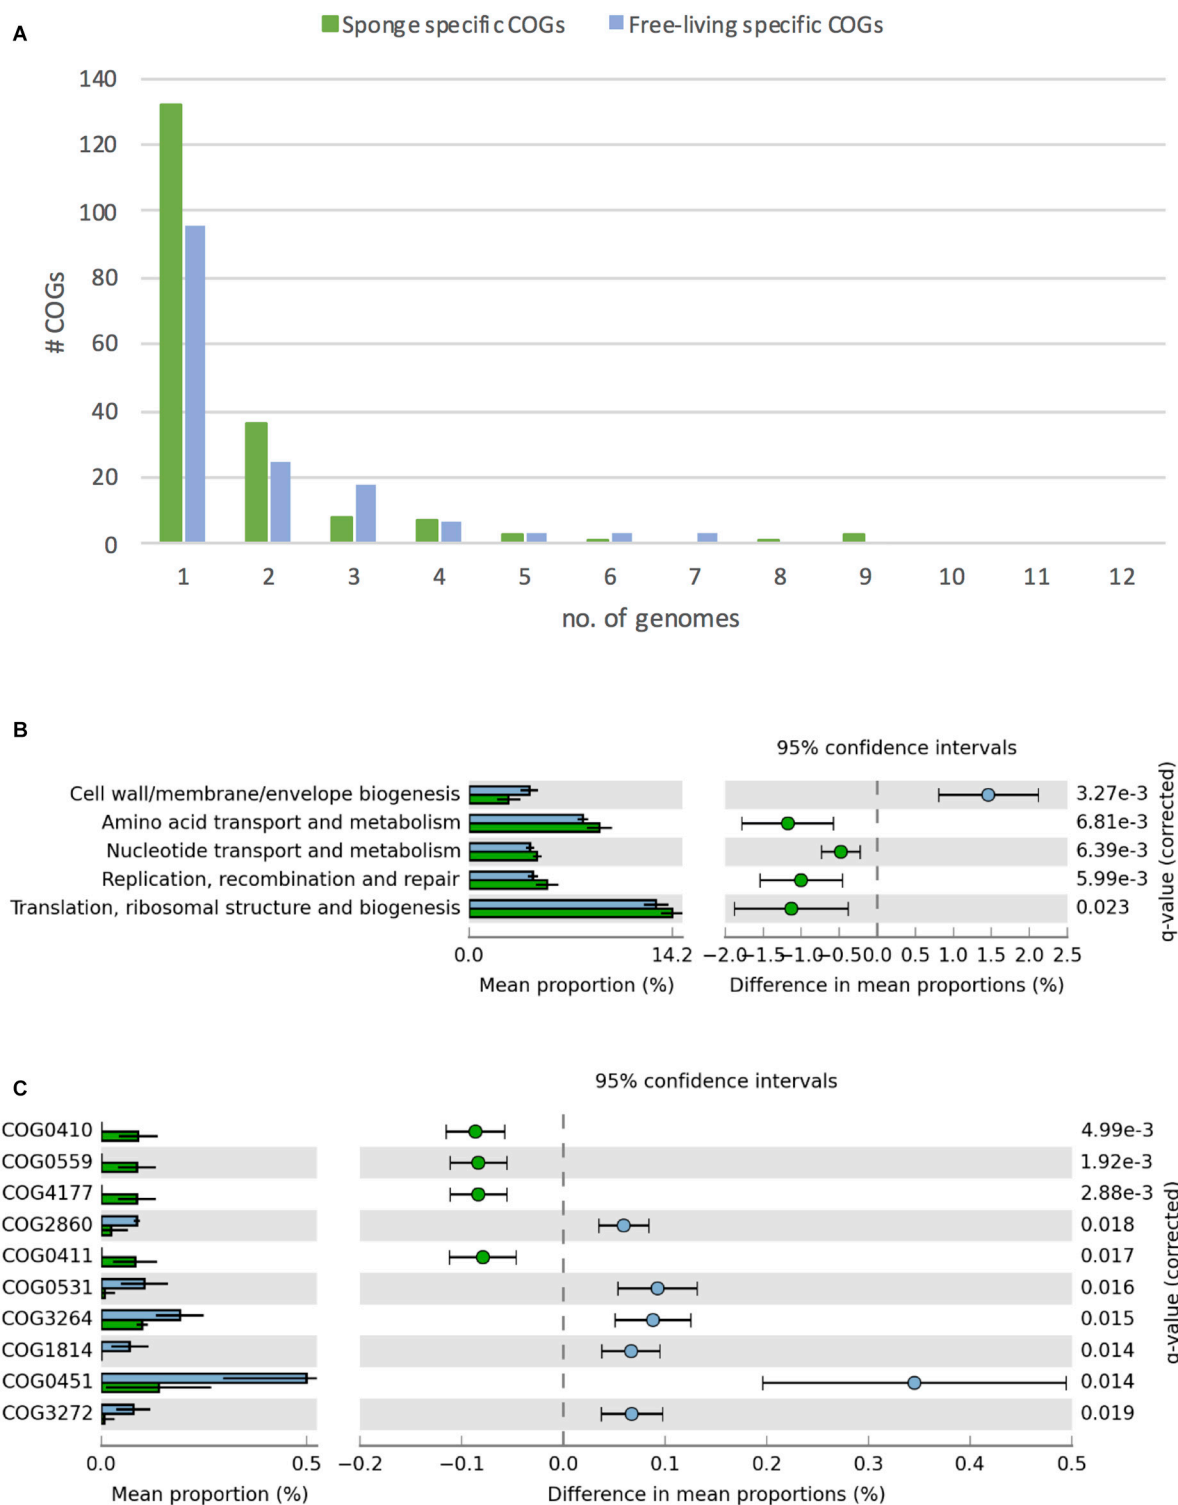 A
Sponge specific COGs Free-living specific COGs
140
120
100
80
60
40
20
0
# COGs
1 2 3 4 5 6 7 8 9 10 11 12
no. of genomes
B
95% confidence intervals
Cell wall/membrane/envelope biogenesis 3.27e-3
Amino acid transport and metabolism 6.81e-3
Nucleotide transport and metabolism 6.39e-3
Replication, recombination and repair 5.99e-3
Translation, ribosomal structure and biogenesis 0.023
q-value (corrected)
0.0 14.2 −2.0 −1.5 −1.0 −0.5 0.0 0.5 1.0 1.5 2.0 2.5
Mean proportion (%) Difference in mean proportions (%)
C
95% confidence intervals
COG0410 4.99e-3
COG0559 1.92e-3
COG4177 2.88e-3
COG2860 0.018
COG0411 0.017
COG0531 0.016
COG3264 0.015
COG1814 0.014
COG0451 0.014
COG3272 0.019
q-value (corrected)
0.0 0.5 −0.2 −0.1 0.0 0.1 0.2 0.3 0.4 0.5
Mean proportion (%) Difference in mean proportions (%)